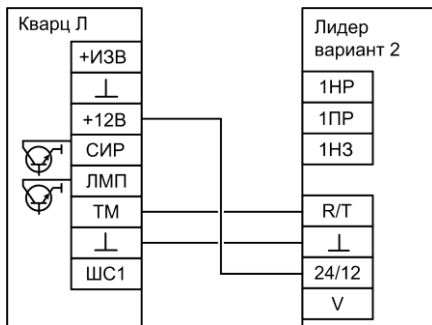 Кварц Л
+ИЗВ
⊥
+12В
СИР
ЛМП
ТМ
⊥
ШС1
Лидер
вариант 2
1НР
1ПР
1НЗ
R/T
⊥
24/12
V